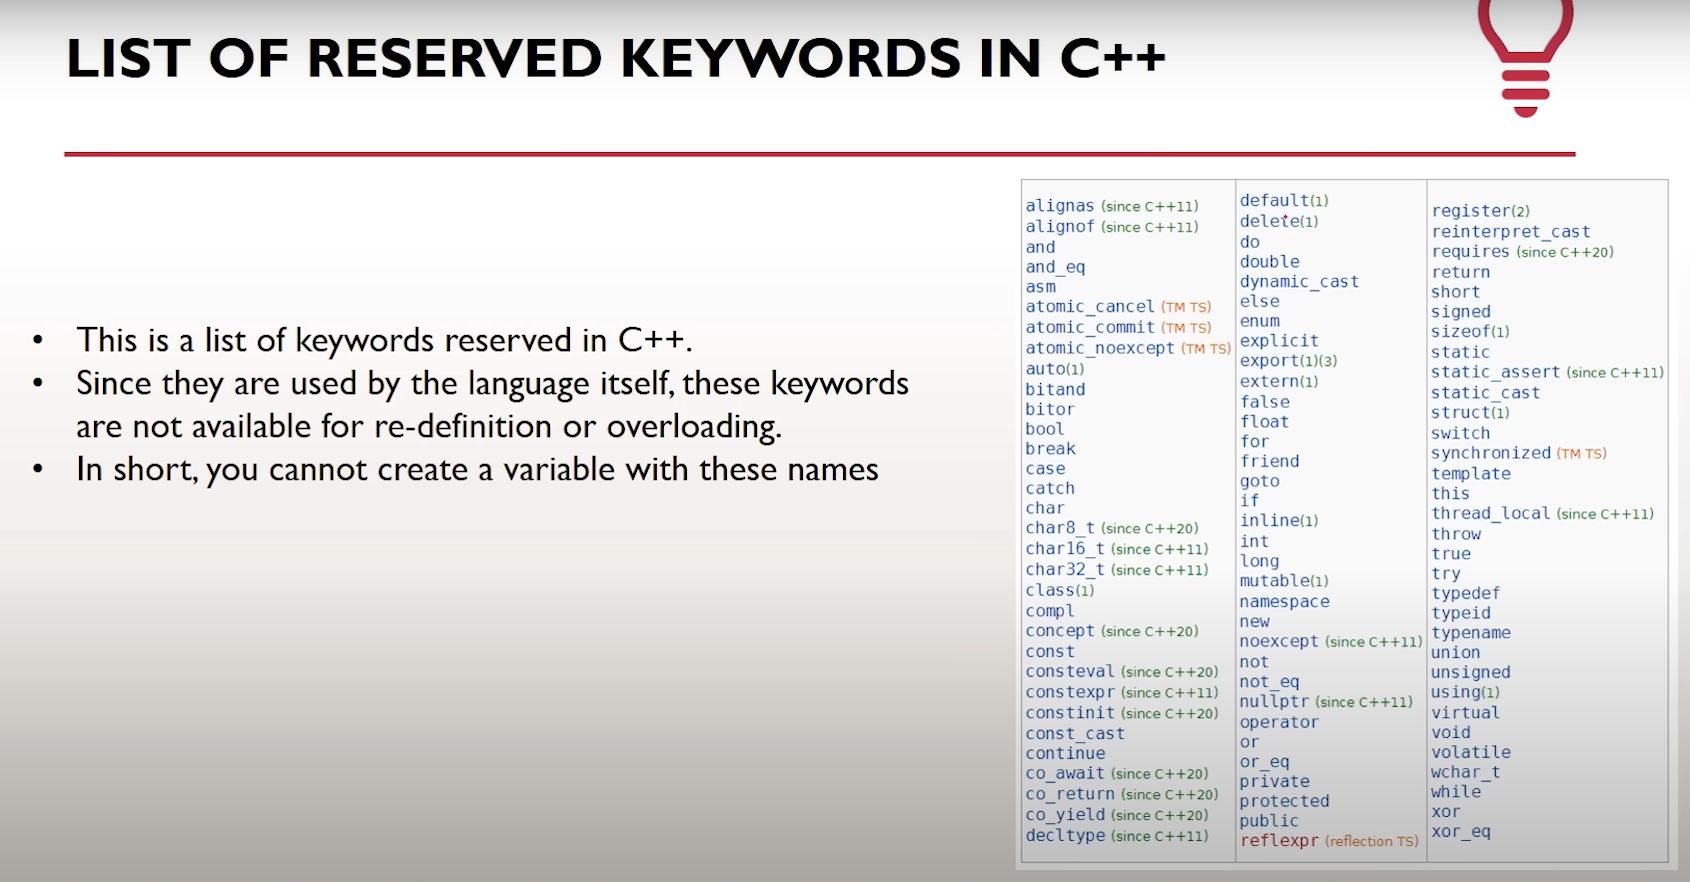 LIST OF RESERVED KEYWORDS IN C++
• This is a list of keywords reserved in C++.
• Since they are used by the language itself, these keywords
are not available for re-definition or overloading.
• In short, you cannot create a variable with these names
alignas (since C++11)
alignof (since C++11)
and
and_eq
asm
atomic_cancel (TM TS)
atomic_commit (TM TS)
atomic_noexcept (TM TS)
auto(1)
bitand
bitor
bool
break
case
catch
char
char8_t (since C++20)
char16_t (since C++11)
char32_t (since C++11)
class(1)
compl
concept (since C++20)
const
consteval (since C++20)
constexpr (since C++11)
constinit (since C++20)
const_cast
continue
co_await (since C++20)
co_return (since C++20)
co_yield (since C++20)
decltype (since C++11)
default(1)
delete(1)
do
double
dynamic_cast
else
enum
explicit
export(1)(3)
extern(1)
false
float
for
friend
goto
if
inline(1)
int
long
mutable(1)
namespace
new
noexcept (since C++11)
not
not_eq
nullptr (since C++11)
operator
or
or_eq
private
protected
public
reflexpr (reflection TS)
register(2)
reinterpret_cast
requires (since C++20)
return
short
signed
sizeof(1)
static
static_assert (since C++11)
static_cast
struct(1)
switch
synchronized (TM TS)
template
this
thread_local (since C++11)
throw
true
try
typedef
typeid
typename
union
unsigned
using(1)
virtual
void
volatile
wchar_t
while
xor
xor_eq